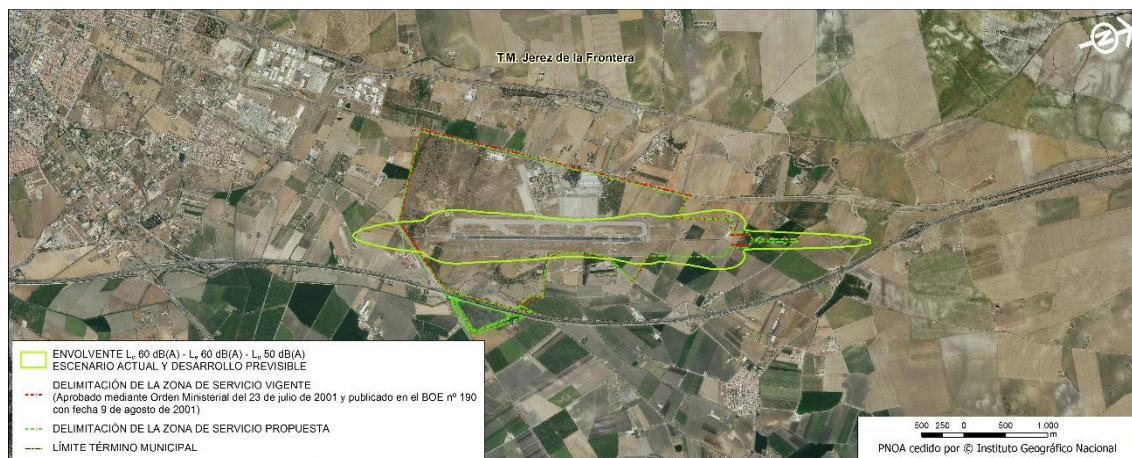 T.M. Jerez de la Frontera
N
ENVOLVENTE Ld 60 dB(A) - Le 60 dB(A) - Ln 50 dB(A)
ESCENARIO ACTUAL Y DESARROLLO PREVISIBLE
DELIMITACIÓN DE LA ZONA DE SERVICIO VIGENTE
(Aprobado mediante Orden Ministerial del 23 de julio de 2001 y publicado en el BOE nº 190
con fecha 9 de agosto de 2001)
DELIMITACIÓN DE LA ZONA DE SERVICIO PROPUESTA
LÍMITE TÉRMINO MUNICIPAL
500 250 0 500 1.000
m
PNOA cedido por © Instituto Geográfico Nacional